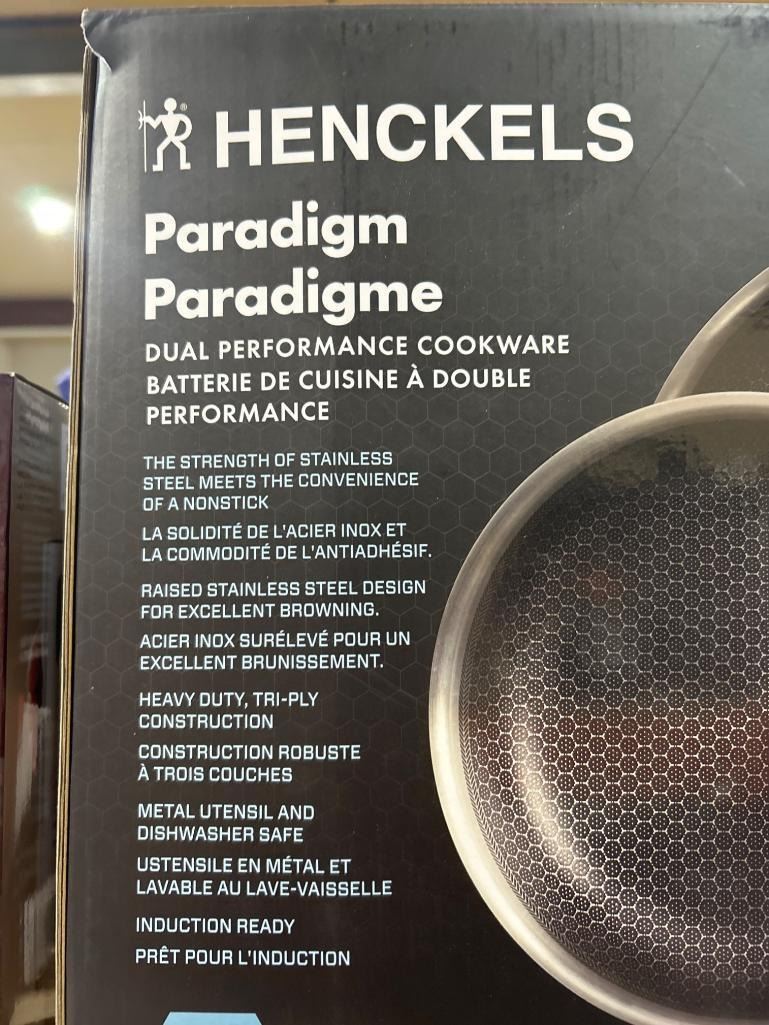 HENCKELS
Paradigm
Paradigme
DUAL PERFORMANCE COOKWARE
BATTERIE DE CUISINE À DOUBLE
PERFORMANCE
THE STRENGTH OF STAINLESS
STEEL MEETS THE CONVENIENCE
OF A NONSTICK
LA SOLIDITÉ DE L'ACIER INOX ET
LA COMMODITÉ DE L'ANTIADHÉSIF.
RAISED STAINLESS STEEL DESIGN
FOR EXCELLENT BROWNING.
ACIER INOX SURÉLEVÉ POUR UN
EXCELLENT BRUNISSEMENT.
HEAVY DUTY, TRI-PLY
CONSTRUCTION
CONSTRUCTION ROBUSTE
À TROIS COUCHES
METAL UTENSIL AND
DISHWASHER SAFE
USTENSILE EN MÉTAL ET
LAVABLE AU LAVE-VAISSELLE
INDUCTION READY
PRÊT POUR L'INDUCTION